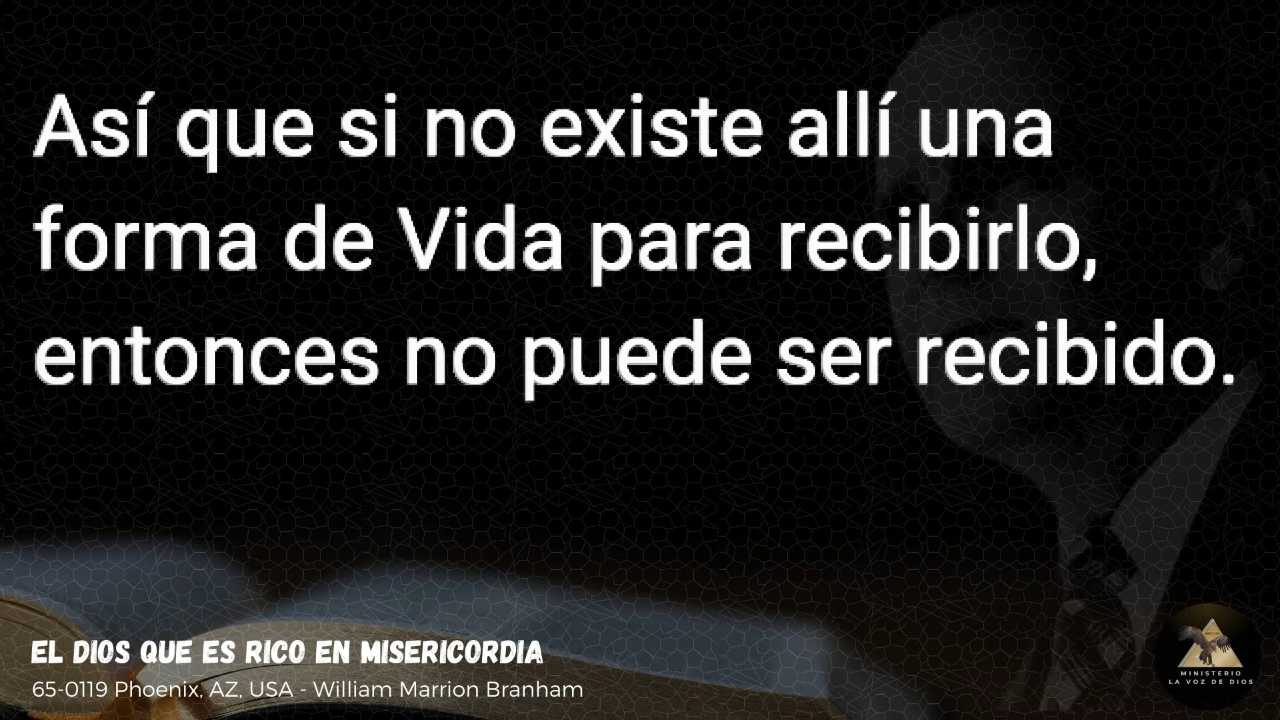 Así que si no existe allí una
forma de Vida para recibirlo,
entonces no puede ser recibido.
EL DIOS QUE ES RICO EN MISERICORDIA
65-0119 Phoenix, AZ, USA - William Marrion Branham
MINISTERIO
LA VOZ DE DIOS